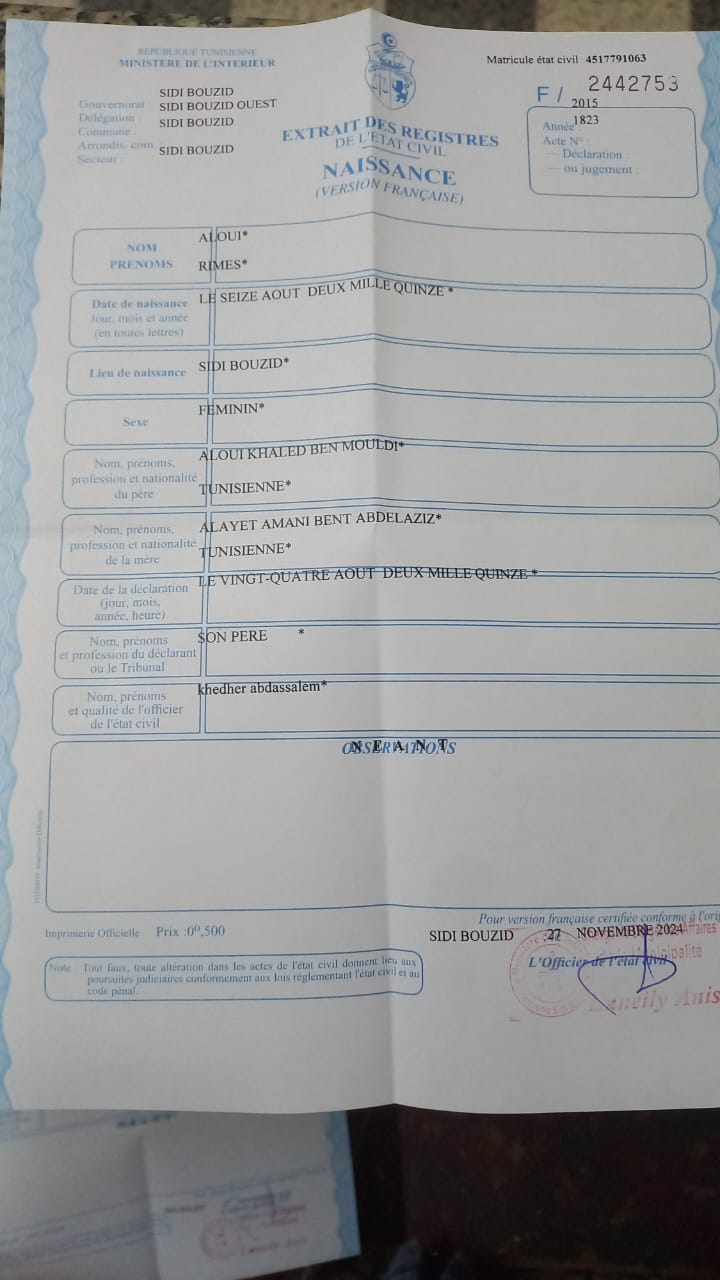 REPUBLIQUE TUNISIENNE
MINISTERE DE L'INTERIEUR
Matricule état civil 4517791063
F/ 2442753
Gouvernorat : SIDI BOUZID
Délégation : SIDI BOUZID OUEST
Commune : SIDI BOUZID
Arrondis. com. SIDI BOUZID
Secteur :
EXTRAIT DES REGISTRES
DE L'ETAT CIVIL
NAISSANCE
(VERSION FRANÇAISE)
2015
Année :
1823
Acte N° :
— Déclaration :
— ou jugement :
NOM ALOUI*
PRENOMS RIMES*
Date de naissance LE SEIZE AOUT DEUX MILLE QUINZE *
Jour, mois et année
(en toutes lettres)
Lieu de naissance SIDI BOUZID*
Sexe FEMININ*
Nom, prénoms, ALOUI KHALED BEN MOULDI*
profession et nationalité
du père TUNISIENNE*
Nom, prénoms, ALAYET AMANI BENT ABDELAZIZ*
profession et nationalité TUNISIENNE*
de la mère
Date de la déclaration LE VINGT-QUATRE AOUT DEUX MILLE QUINZE *
(jour, mois,
année, heure)
Nom, prénoms SON PERE *
et profession du déclarant
ou le Tribunal
Nom, prénoms khedher abdassalem*
et qualité de l'officier
de l'état civil
OBSERVATIONS
N E A N T
Imprimerie Officielle Prix :0ᴰ,500
Pour version française certifiée conforme à l'ori
SIDI BOUZID 27 NOVEMBRE 2024
L'Officier de l'état civil
Note : Tout faux, toute altération dans les actes de l'état civil donnent lieu aux
poursuites judiciaires conformement aux lois réglementant l'état civil et au
code pénal.